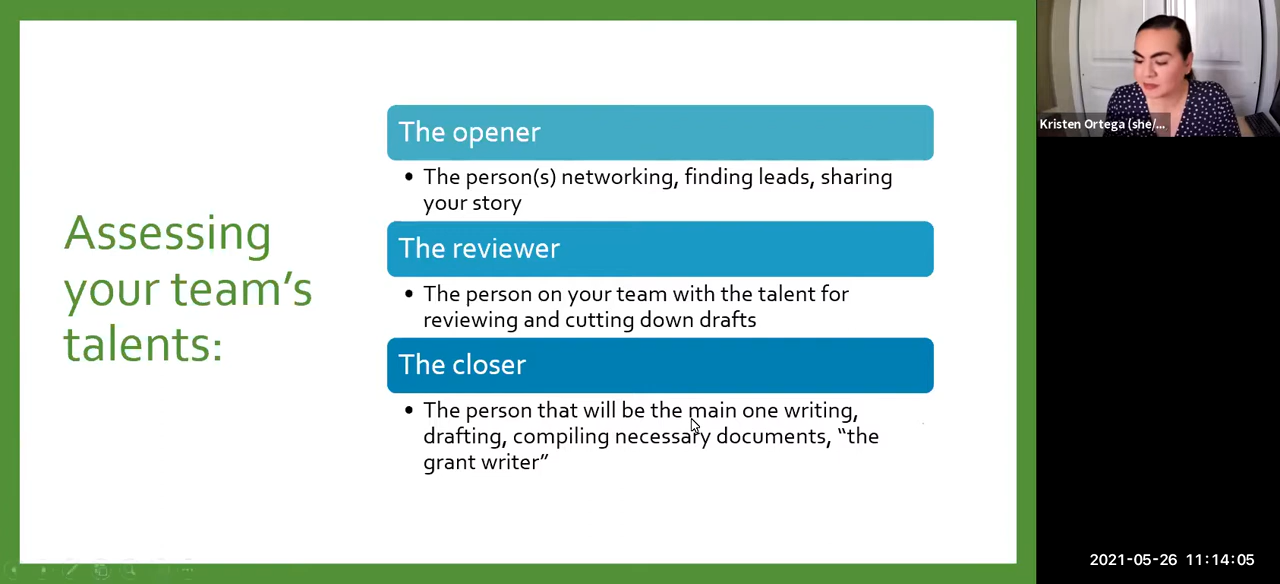 Assessing
your team’s
talents:
The opener
• The person(s) networking, finding leads, sharing
your story
The reviewer
• The person on your team with the talent for
reviewing and cutting down drafts
The closer
• The person that will be the main one writing,
drafting, compiling necessary documents, “the
grant writer”
Kristen Ortega (she/...
2021-05-26 11:14:05